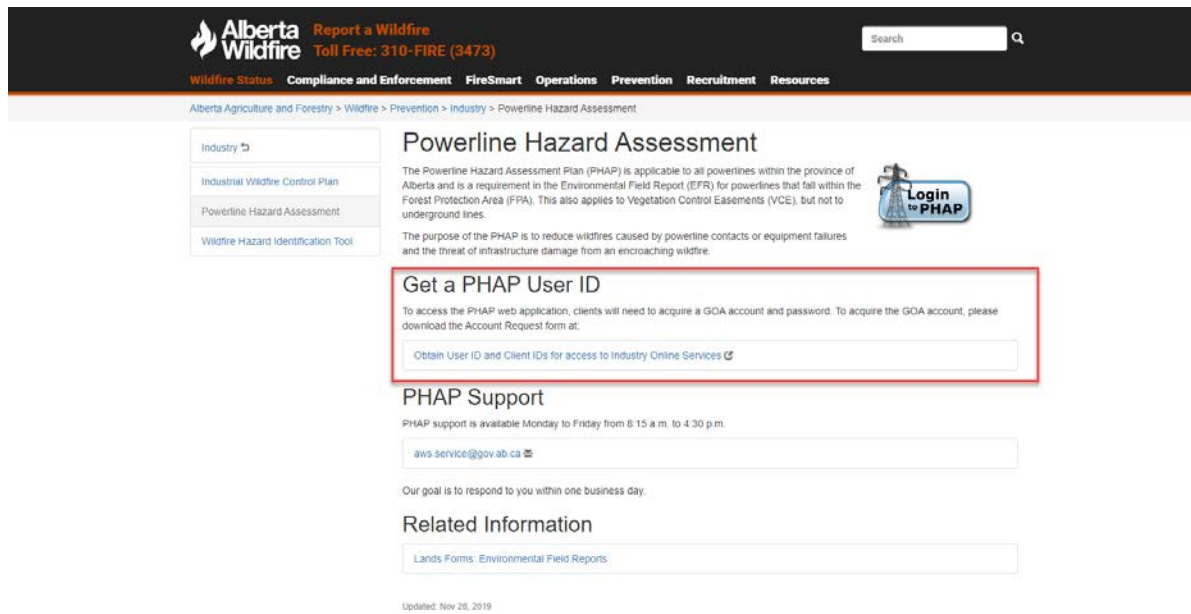 Alberta Wildfire
Report a Wildfire
Toll Free: 310-FIRE (3473)
Search
Wildfire Status Compliance and Enforcement FireSmart Operations Prevention Recruitment Resources
Alberta Agriculture and Forestry > Wildfire > Prevention > Industry > Powerline Hazard Assessment
Industry
Industrial Wildfire Control Plan
Powerline Hazard Assessment
Wildfire Hazard Identification Tool
Powerline Hazard Assessment
The Powerline Hazard Assessment Plan (PHAP) is applicable to all powerlines within the province of
Alberta and is a requirement in the Environmental Field Report (EFR) for powerlines that fall within the
Forest Protection Area (FPA). This also applies to Vegetation Control Easements (VCE), but not to
underground lines.
The purpose of the PHAP is to reduce wildfires caused by powerline contacts or equipment failures
and the threat of infrastructure damage from an encroaching wildfire.
Login
to PHAP
Get a PHAP User ID
To access the PHAP web application, clients will need to acquire a GOA account and password. To acquire the GOA account, please
download the Account Request form at:
Obtain User ID and Client IDs for access to Industry Online Services
PHAP Support
PHAP support is available Monday to Friday from 8:15 a.m. to 4:30 p.m.
aws.service@gov.ab.ca
Our goal is to respond to you within one business day.
Related Information
Lands Forms: Environmental Field Reports
Updated: Nov 26, 2019